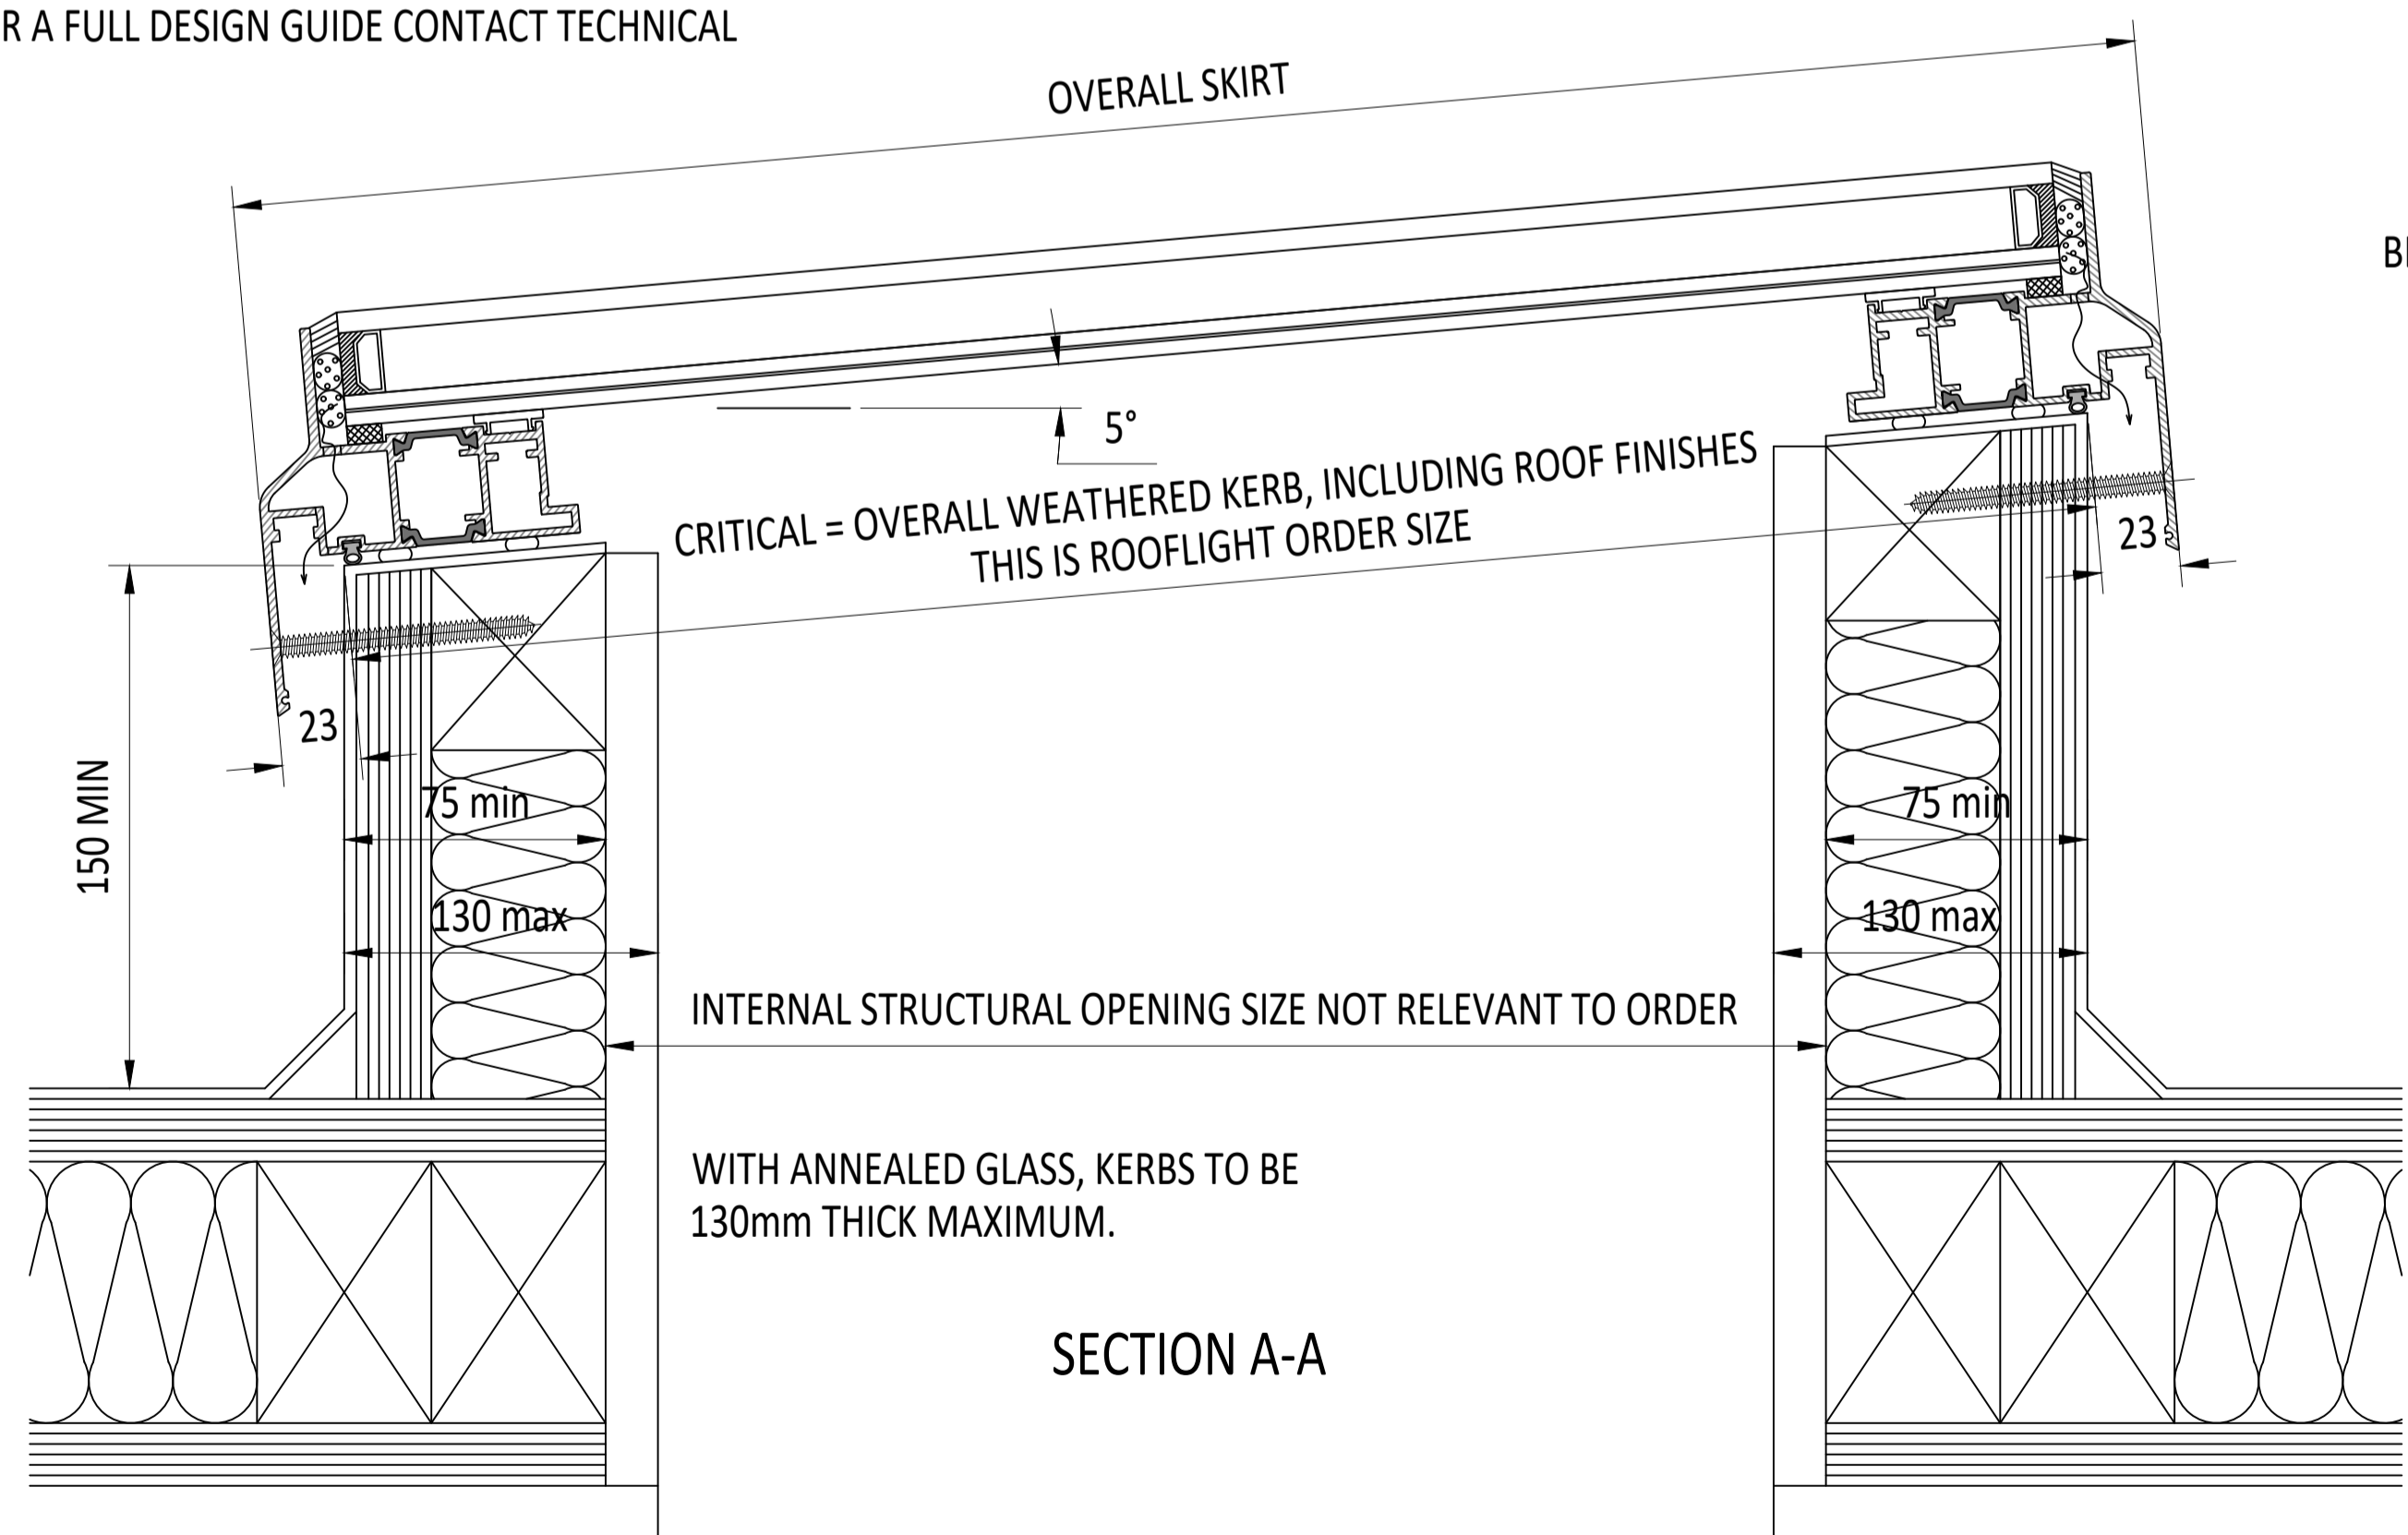 R A FULL DESIGN GUIDE CONTACT TECHNICAL
OVERALL SKIRT
5°
CRITICAL = OVERALL WEATHERED KERB, INCLUDING ROOF FINISHES
THIS IS ROOFLIGHT ORDER SIZE
23
23
150 MIN
75 min
75 min
130 max
130 max
INTERNAL STRUCTURAL OPENING SIZE NOT RELEVANT TO ORDER
WITH ANNEALED GLASS, KERBS TO BE
130mm THICK MAXIMUM.
SECTION A-A